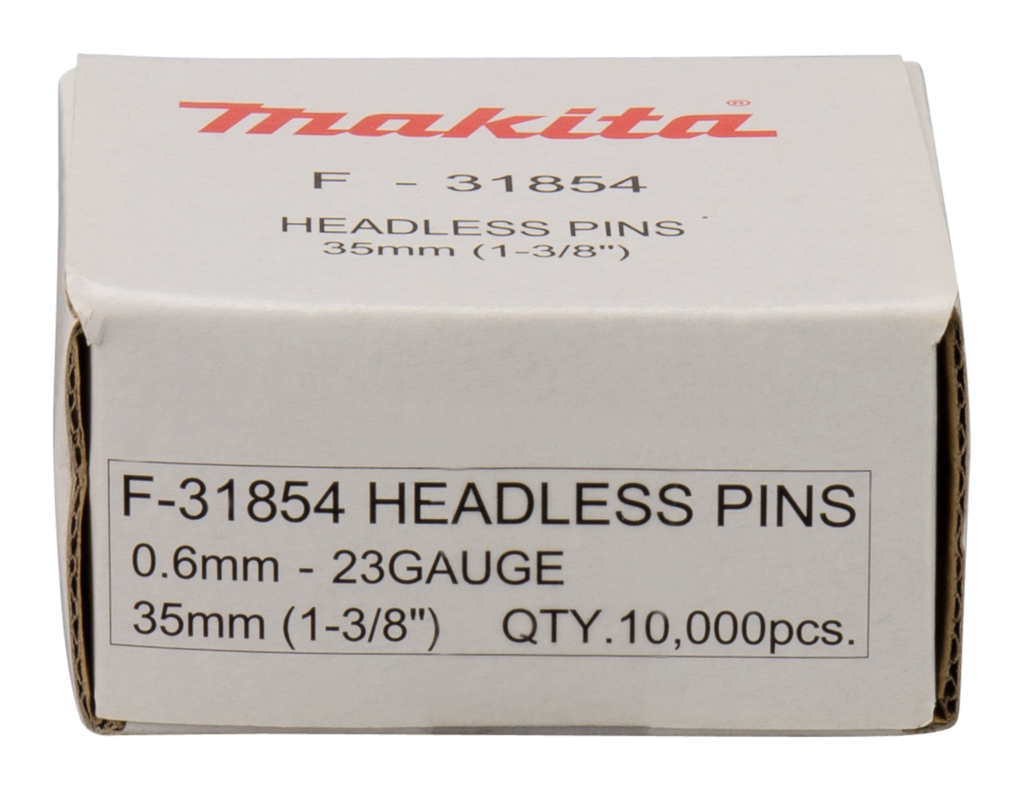 makita®
F - 31854
HEADLESS PINS
35mm (1-3/8")
F-31854 HEADLESS PINS
0.6mm - 23GAUGE
35mm (1-3/8") QTY.10,000pcs.